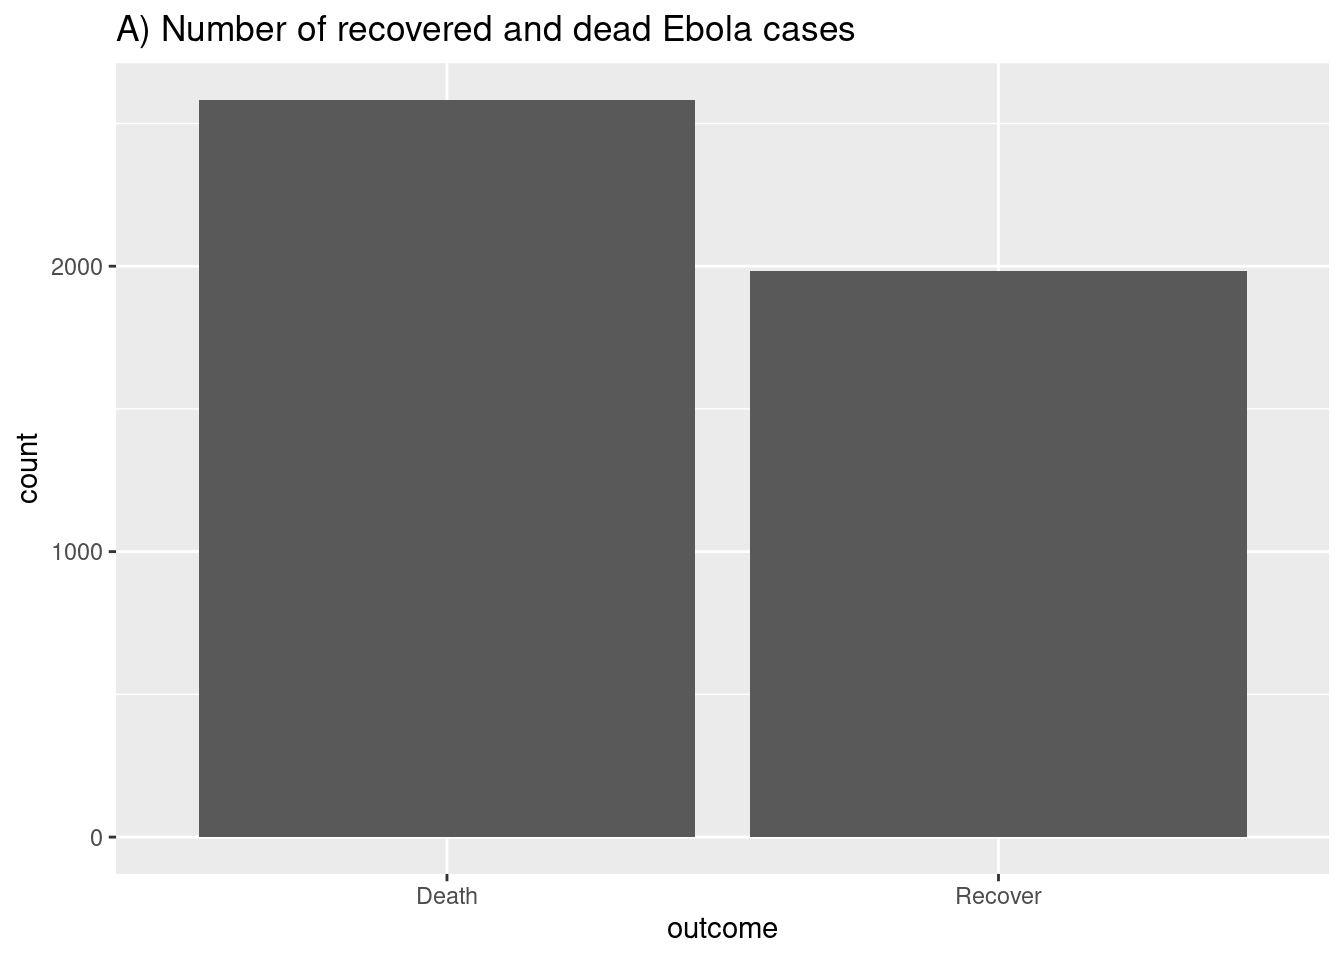 A) Number of recovered and dead Ebola cases
2000
1000
0
count
Death
Recover
outcome